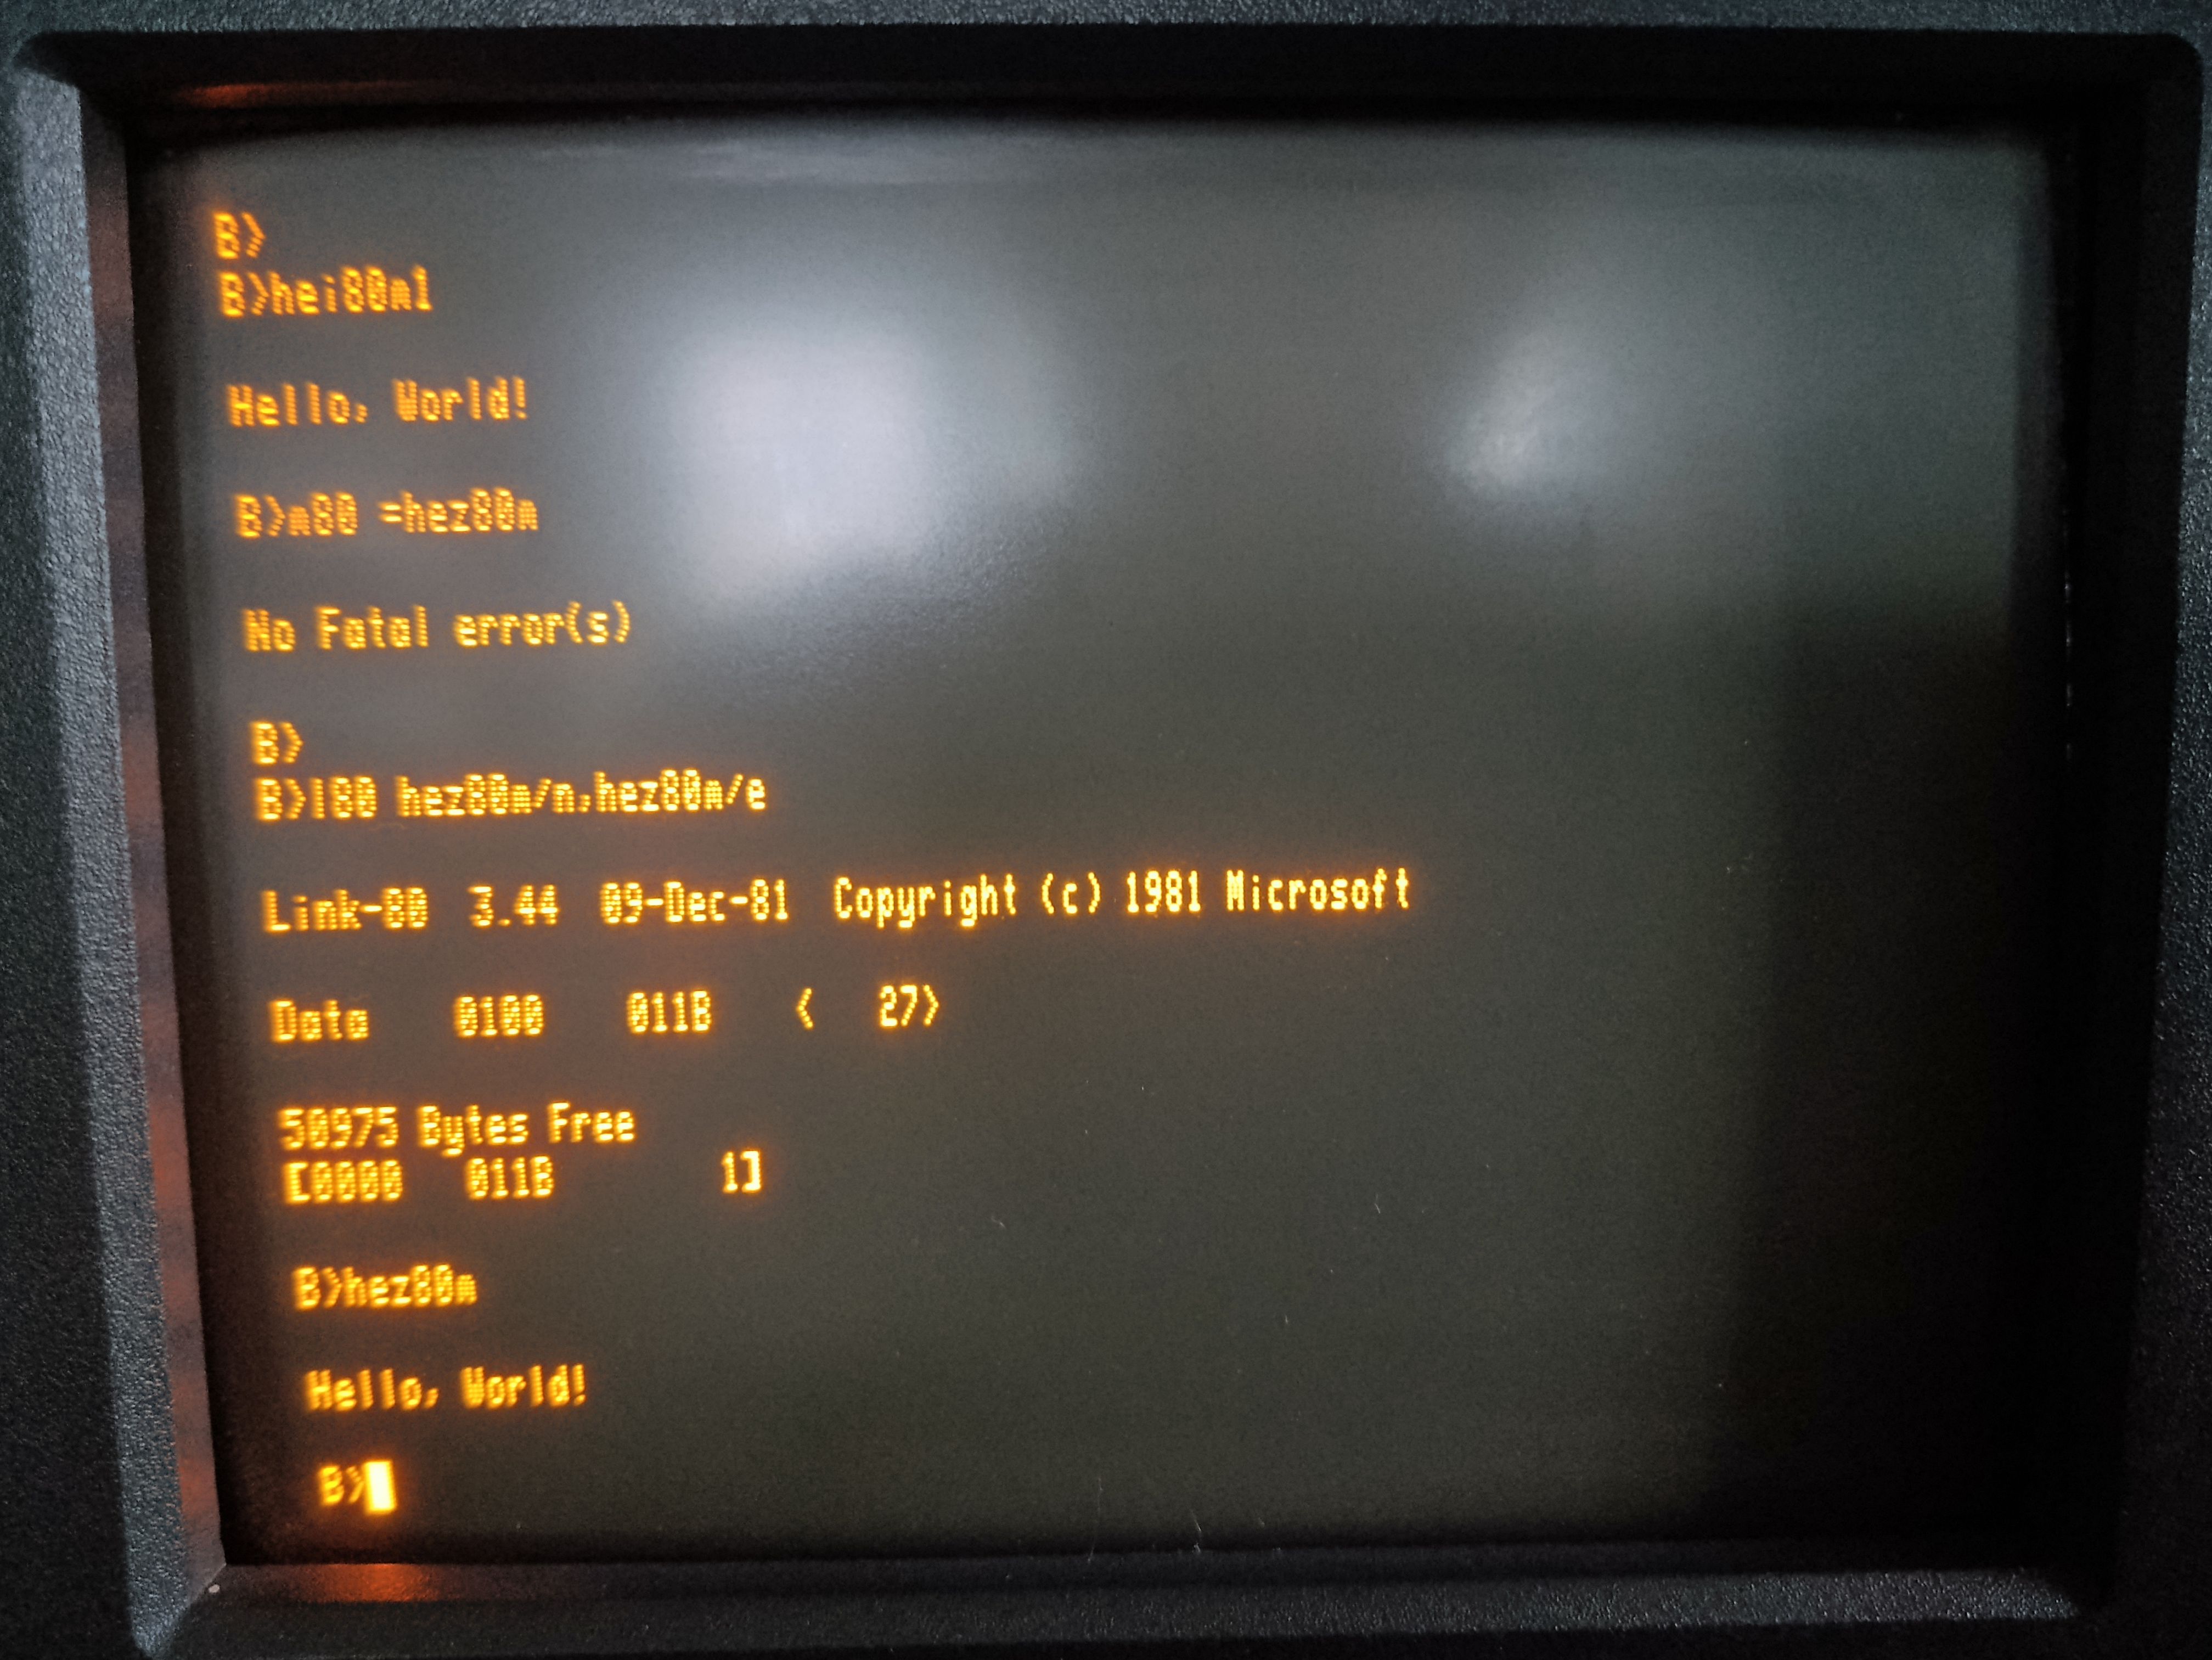 B>
B>hei80m1
Hello, World!
B>m80 =hez80m
No Fatal error(s)
B>
B>l80 hez80m/n,hez80m/e
Link-80  3.44  09-Dec-81  Copyright (c) 1981 Microsoft
Data    0100    011B   <   27>
50975 Bytes Free
[0000   011B        1]
B>hez80m
Hello, World!
B>